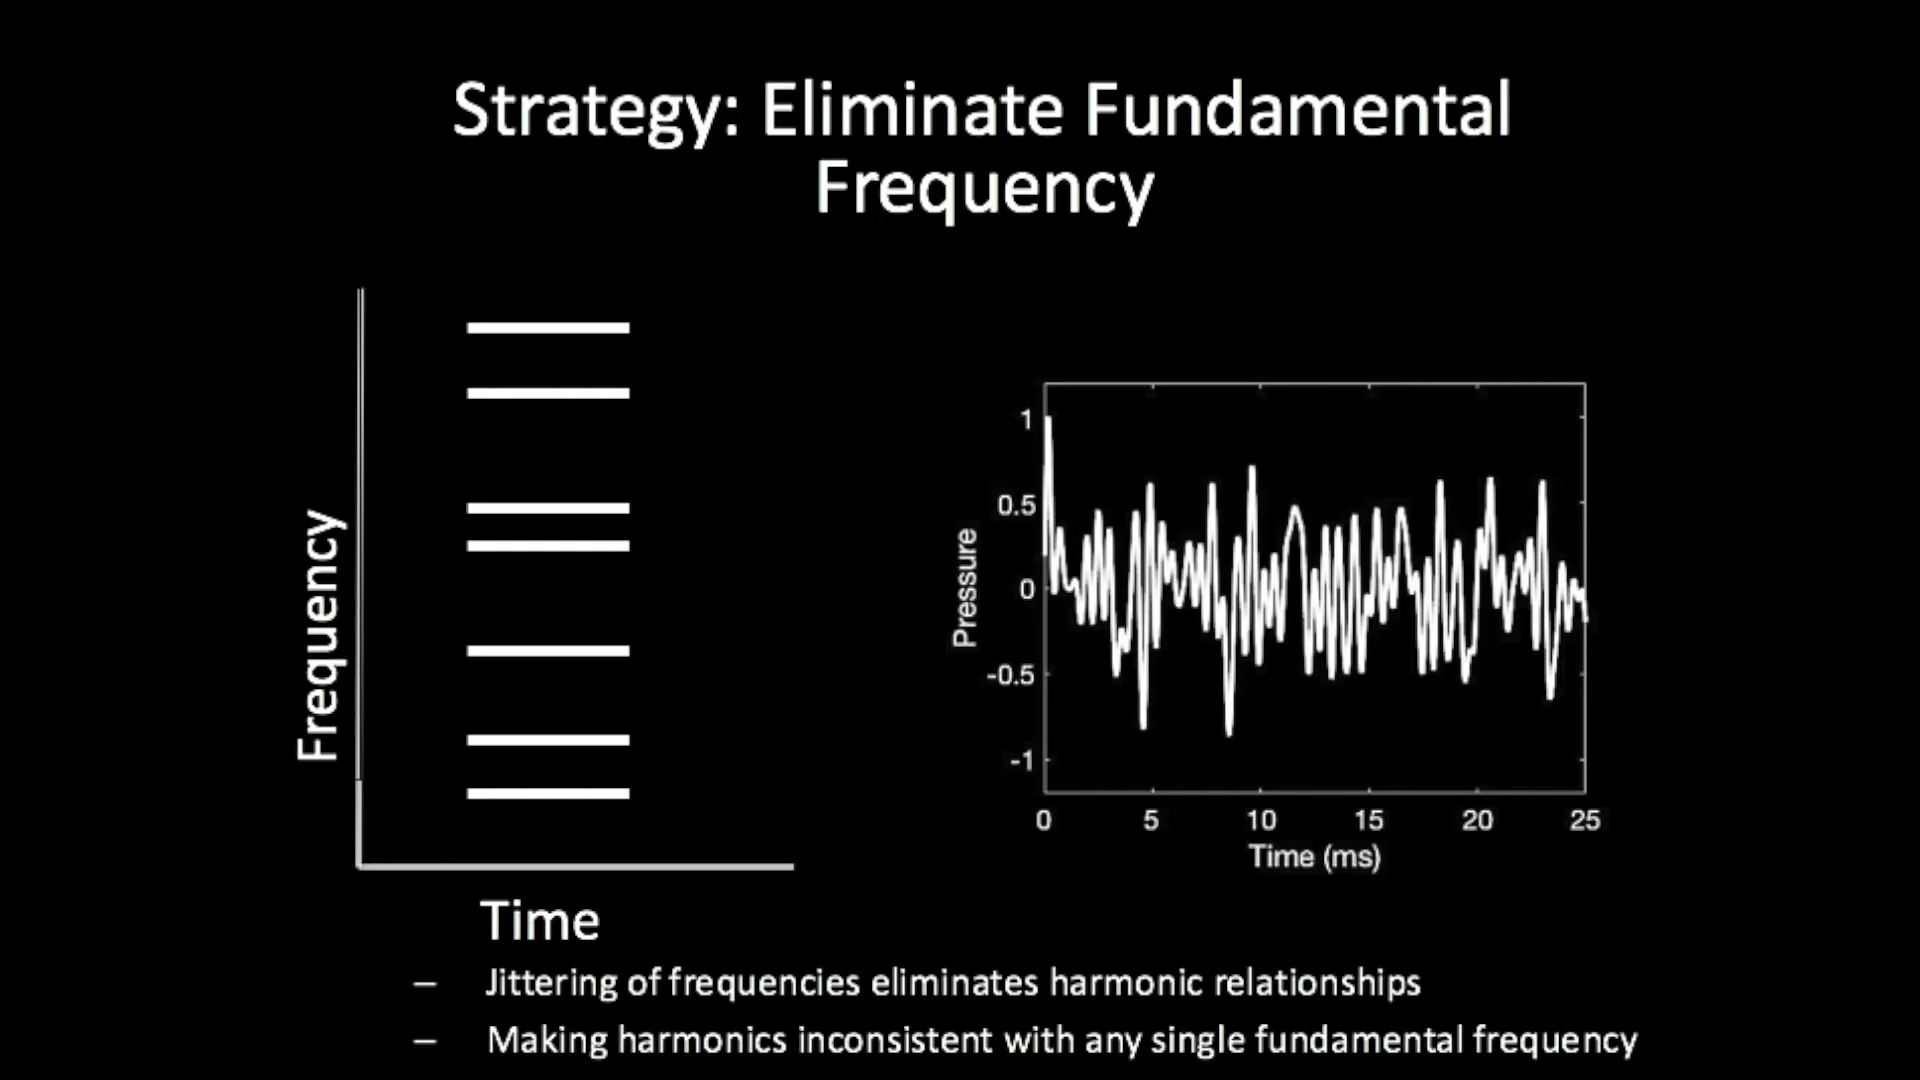 Strategy: Eliminate Fundamental
Frequency
Frequency
Time
Pressure
1
0.5
0
-0.5
-1
0 5 10 15 20 25
Time (ms)
– Jittering of frequencies eliminates harmonic relationships
– Making harmonics inconsistent with any single fundamental frequency